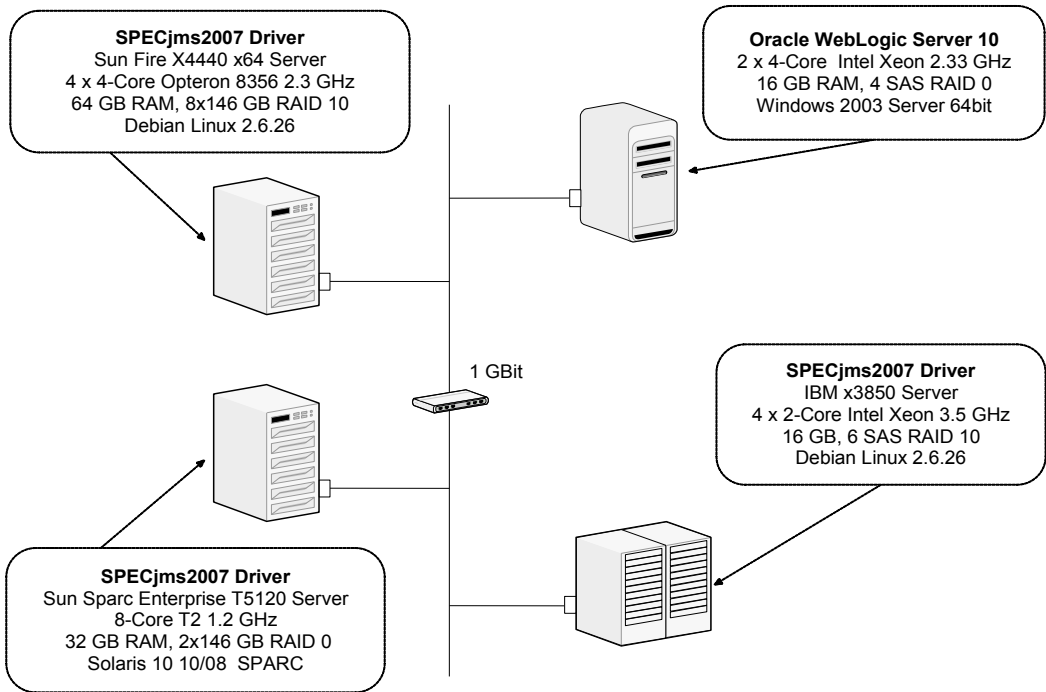 SPECjms2007 Driver
Sun Fire X4440 x64 Server
4 x 4-Core Opteron 8356 2.3 GHz
64 GB RAM, 8x146 GB RAID 10
Debian Linux 2.6.26
Oracle WebLogic Server 10
2 x 4-Core Intel Xeon 2.33 GHz
16 GB RAM, 4 SAS RAID 0
Windows 2003 Server 64bit
1 GBit
SPECjms2007 Driver
IBM x3850 Server
4 x 2-Core Intel Xeon 3.5 GHz
16 GB, 6 SAS RAID 10
Debian Linux 2.6.26
SPECjms2007 Driver
Sun Sparc Enterprise T5120 Server
8-Core T2 1.2 GHz
32 GB RAM, 2x146 GB RAID 0
Solaris 10 10/08 SPARC